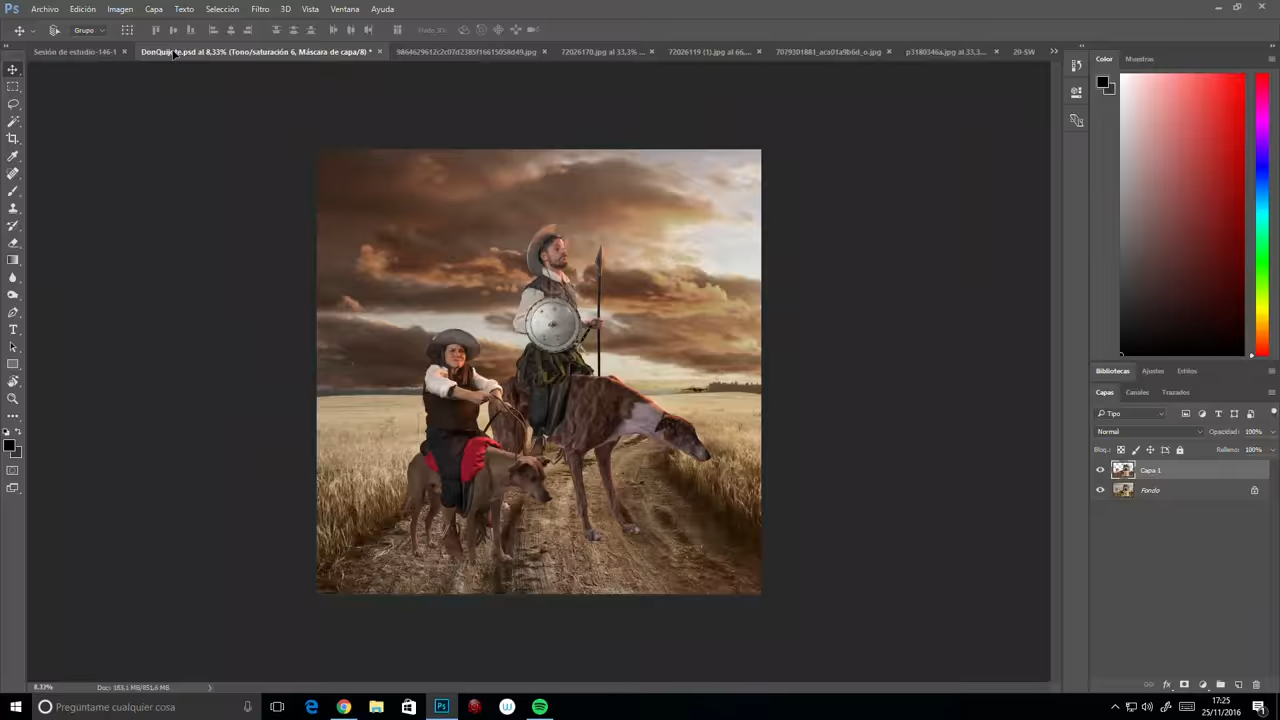 Ps Archivo Edición Imagen Capa Texto Selección Filtro 3D Vista Ventana Ayuda
Grupo Modo 3D:
Sesión de estudio-146-1 × DonQuijote.psd al 8,33% (Tono/saturación 6, Máscara de capa/8) * × 9864629612c2c07d2385f16615058d49.jpg × 72026170.jpg al 33,3% ... × 72026119 (1).jpg al 66,... × 7079301881_aca01a9b6d_o.jpg × p3180346a.jpg al 33,3... × 20-SW >>
Color Muestras
Bibliotecas Ajustes Estilos
Capas Canales Trazados
Tipo
Normal Opacidad: 100%
Bloq.: Relleno: 100%
Capa 1
Fondo
8,33% Doc: 183,1 MB/851,6 MB
Pregúntame cualquier cosa
17:25
25/11/2016